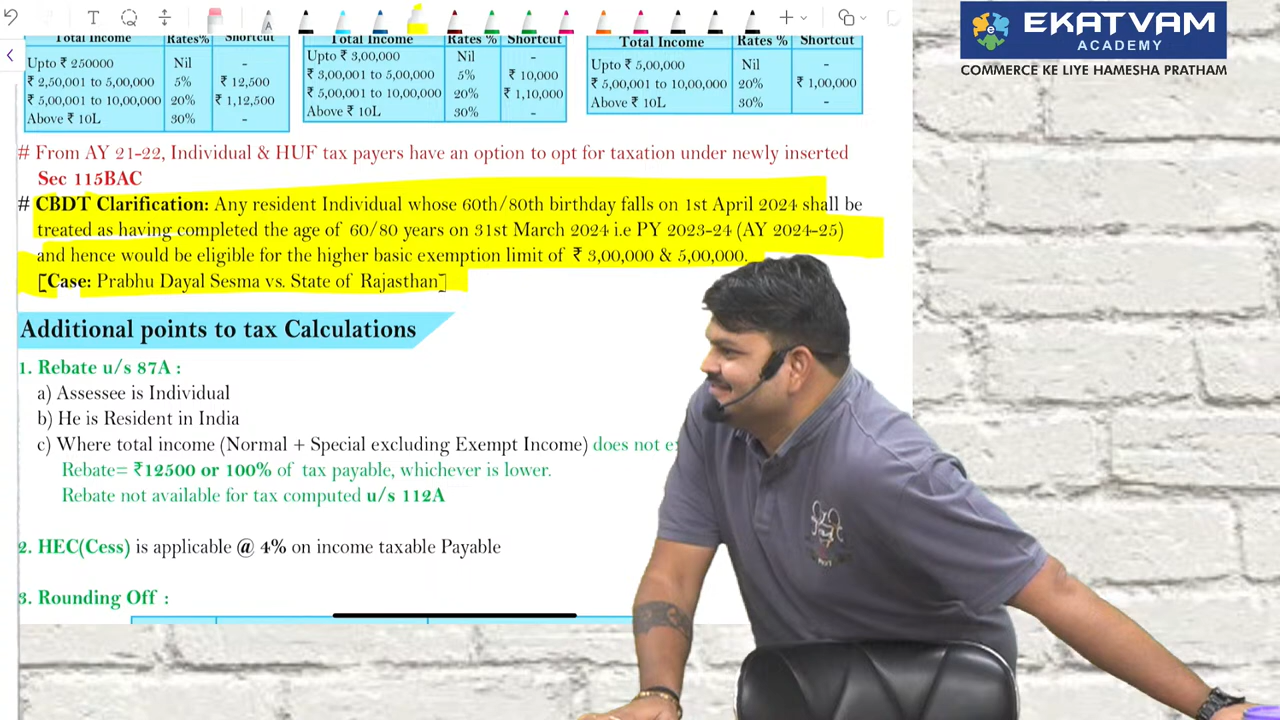 EKATVAM
ACADEMY
COMMERCE KE LIYE HAMESHA PRATHAM
Total Income Rates% Shortcut
Upto ₹ 250000 Nil -
₹ 2,50,001 to 5,00,000 5% ₹ 12,500
₹ 5,00,001 to 10,00,000 20% ₹ 1,12,500
Above ₹ 10L 30% -
Total Income Rates % Shortcut
Upto ₹ 3,00,000 Nil -
₹ 3,00,001 to 5,00,000 5% ₹ 10,000
₹ 5,00,001 to 10,00,000 20% ₹ 1,10,000
Above ₹ 10L 30% -
Total Income Rates % Shortcut
Upto ₹ 5,00,000 Nil -
₹ 5,00,001 to 10,00,000 20% ₹ 1,00,000
Above ₹ 10L 30% -
# From AY 21-22, Individual & HUF tax payers have an option to opt for taxation under newly inserted
Sec 115BAC
# CBDT Clarification: Any resident Individual whose 60th/80th birthday falls on 1st April 2024 shall be
treated as having completed the age of 60/80 years on 31st March 2024 i.e PY 2023-24 (AY 2024-25)
and hence would be eligible for the higher basic exemption limit of ₹ 3,00,000 & 5,00,000.
[Case: Prabhu Dayal Sesma vs. State of Rajasthan]
Additional points to tax Calculations
1. Rebate u/s 87A :
a) Assessee is Individual
b) He is Resident in India
c) Where total income (Normal + Special excluding Exempt Income) does not
Rebate= ₹12500 or 100% of tax payable, whichever is lower.
Rebate not available for tax computed u/s 112A
2. HEC(Cess) is applicable @ 4% on income taxable Payable
3. Rounding Off :